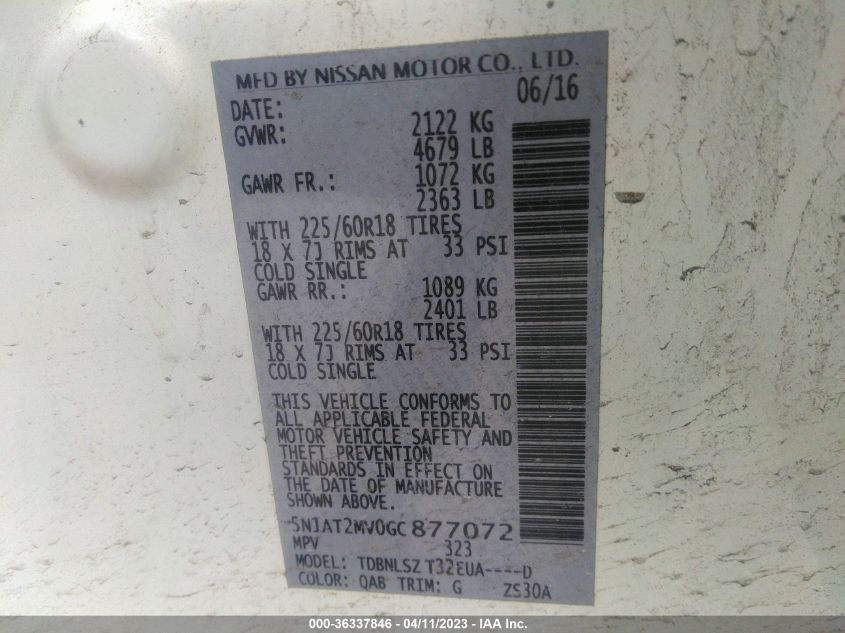 MFD BY NISSAN MOTOR CO., LTD.
DATE: 06/16
GVWR: 2122 KG
4679 LB
GAWR FR.: 1072 KG
2363 LB
WITH 225/60R18 TIRES
18 X 7J RIMS AT 33 PSI
COLD SINGLE
GAWR RR.: 1089 KG
2401 LB
WITH 225/60R18 TIRES
18 X 7J RIMS AT 33 PSI
COLD SINGLE
THIS VEHICLE CONFORMS TO
ALL APPLICABLE FEDERAL
MOTOR VEHICLE SAFETY AND
THEFT PREVENTION
STANDARDS IN EFFECT ON
THE DATE OF MANUFACTURE
SHOWN ABOVE.
5N1AT2MV0GC877072
MPV 323
MODEL: TDBNLSZ T32EUA----D
COLOR: QAB TRIM: G ZS30A
000-36337846 - 04/11/2023 - IAA Inc.